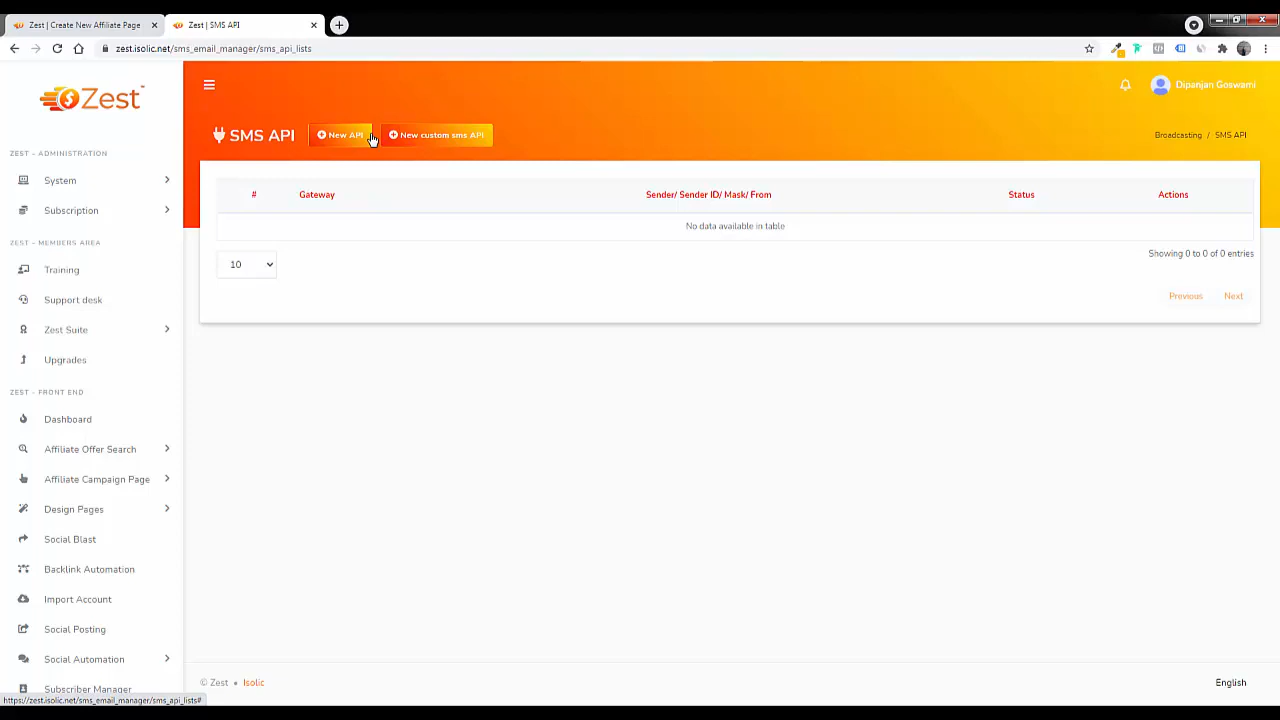 Zest | Create New Affiliate Page
Zest | SMS API
zest.isolic.net/sms_email_manager/sms_api_lists
Zest
Dipanjan Goswami
SMS API
New API
New custom sms API
Broadcasting / SMS API
ZEST - ADMINISTRATION
System
Subscription
ZEST - MEMBERS AREA
Training
Support desk
Zest Suite
Upgrades
ZEST - FRONT END
Dashboard
Affiliate Offer Search
Affiliate Campaign Page
Design Pages
Social Blast
Backlink Automation
Import Account
Social Posting
Social Automation
Subscriber Manager
# Gateway Sender/ Sender ID/ Mask/ From Status Actions
No data available in table
10
Showing 0 to 0 of 0 entries
Previous Next
© Zest • Isolic
English
https://zest.isolic.net/sms_email_manager/sms_api_lists#